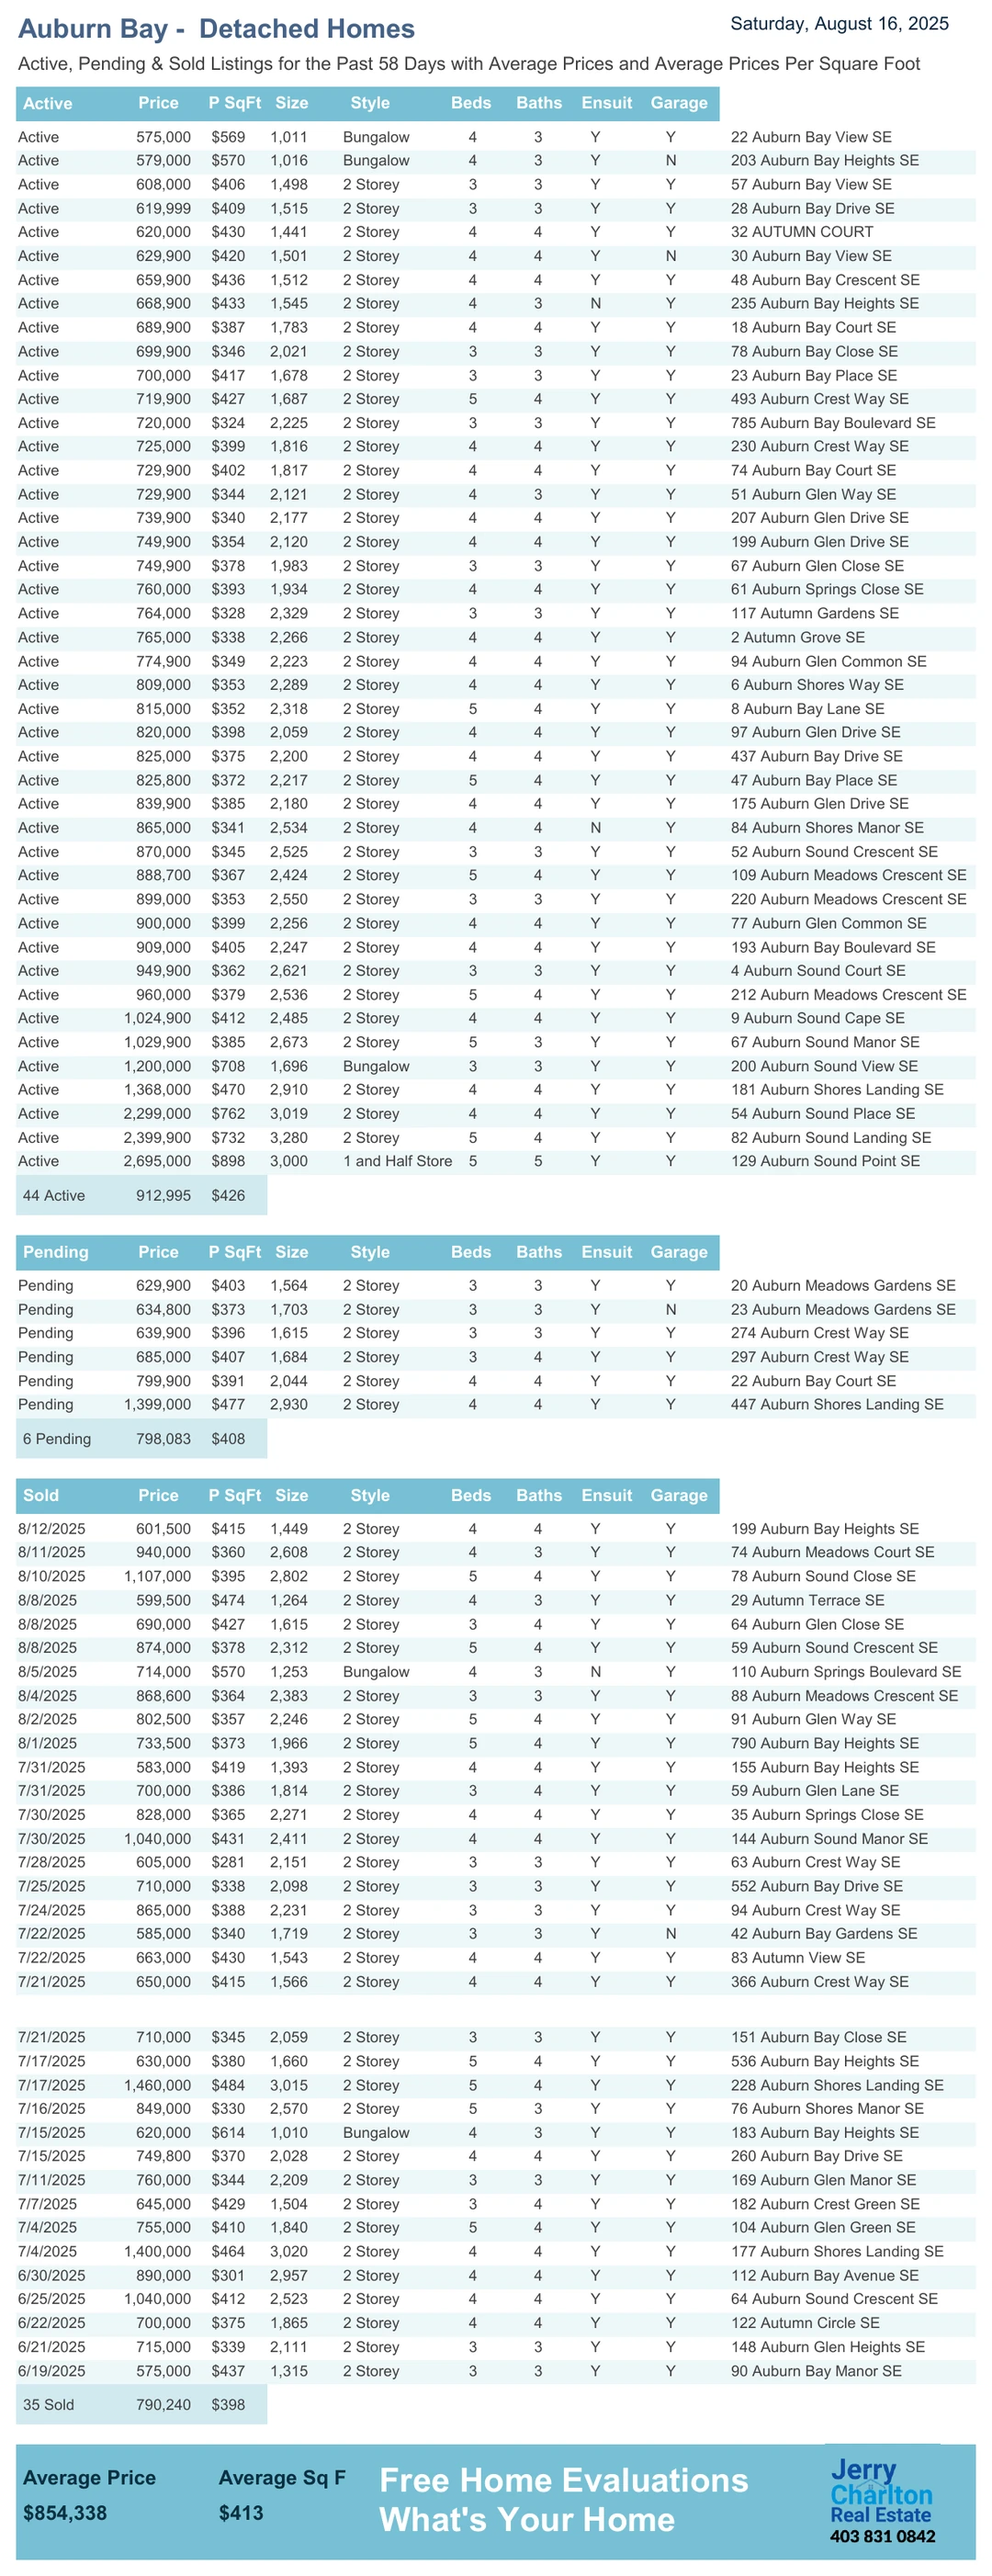 Auburn Bay - Detached Homes Saturday, August 16, 2025
Active, Pending & Sold Listings for the Past 58 Days with Average Prices and Average Prices Per Square Foot
Active Price P SqFt Size Style Beds Baths Ensuit Garage
Active 575,000 $569 1,011 Bungalow 4 3 Y Y 22 Auburn Bay View SE
Active 579,000 $570 1,016 Bungalow 4 3 Y N 203 Auburn Bay Heights SE
Active 608,000 $406 1,498 2 Storey 3 3 Y Y 57 Auburn Bay View SE
Active 619,999 $409 1,515 2 Storey 3 3 Y Y 28 Auburn Bay Drive SE
Active 620,000 $430 1,441 2 Storey 4 4 Y Y 32 AUTUMN COURT
Active 629,900 $420 1,501 2 Storey 4 4 Y N 30 Auburn Bay View SE
Active 659,900 $436 1,512 2 Storey 4 4 Y Y 48 Auburn Bay Crescent SE
Active 668,900 $433 1,545 2 Storey 4 3 N Y 235 Auburn Bay Heights SE
Active 689,900 $387 1,783 2 Storey 4 4 Y Y 18 Auburn Bay Court SE
Active 699,900 $346 2,021 2 Storey 3 3 Y Y 78 Auburn Bay Close SE
Active 700,000 $417 1,678 2 Storey 3 3 Y Y 23 Auburn Bay Place SE
Active 719,900 $427 1,687 2 Storey 5 4 Y Y 493 Auburn Crest Way SE
Active 720,000 $324 2,225 2 Storey 3 3 Y Y 785 Auburn Bay Boulevard SE
Active 725,000 $399 1,816 2 Storey 4 4 Y Y 230 Auburn Crest Way SE
Active 729,900 $402 1,817 2 Storey 4 4 Y Y 74 Auburn Bay Court SE
Active 729,900 $344 2,121 2 Storey 4 3 Y Y 51 Auburn Glen Way SE
Active 739,900 $340 2,177 2 Storey 4 4 Y Y 207 Auburn Glen Drive SE
Active 749,900 $354 2,120 2 Storey 4 4 Y Y 199 Auburn Glen Drive SE
Active 749,900 $378 1,983 2 Storey 3 3 Y Y 67 Auburn Glen Close SE
Active 760,000 $393 1,934 2 Storey 4 4 Y Y 61 Auburn Springs Close SE
Active 764,000 $328 2,329 2 Storey 3 3 Y Y 117 Autumn Gardens SE
Active 765,000 $338 2,266 2 Storey 4 4 Y Y 2 Autumn Grove SE
Active 774,900 $349 2,223 2 Storey 4 4 Y Y 94 Auburn Glen Common SE
Active 809,000 $353 2,289 2 Storey 4 4 Y Y 6 Auburn Shores Way SE
Active 815,000 $352 2,318 2 Storey 5 4 Y Y 8 Auburn Bay Lane SE
Active 820,000 $398 2,059 2 Storey 4 4 Y Y 97 Auburn Glen Drive SE
Active 825,000 $375 2,200 2 Storey 4 4 Y Y 437 Auburn Bay Drive SE
Active 825,800 $372 2,217 2 Storey 5 4 Y Y 47 Auburn Bay Place SE
Active 839,900 $385 2,180 2 Storey 4 4 Y Y 175 Auburn Glen Drive SE
Active 865,000 $341 2,534 2 Storey 4 4 N Y 84 Auburn Shores Manor SE
Active 870,000 $345 2,525 2 Storey 3 3 Y Y 52 Auburn Sound Crescent SE
Active 888,700 $367 2,424 2 Storey 5 4 Y Y 109 Auburn Meadows Crescent SE
Active 899,000 $353 2,550 2 Storey 3 3 Y Y 220 Auburn Meadows Crescent SE
Active 900,000 $399 2,256 2 Storey 4 4 Y Y 77 Auburn Glen Common SE
Active 909,000 $405 2,247 2 Storey 4 4 Y Y 193 Auburn Bay Boulevard SE
Active 949,900 $362 2,621 2 Storey 3 3 Y Y 4 Auburn Sound Court SE
Active 960,000 $379 2,536 2 Storey 5 4 Y Y 212 Auburn Meadows Crescent SE
Active 1,024,900 $412 2,485 2 Storey 4 4 Y Y 9 Auburn Sound Cape SE
Active 1,029,900 $385 2,673 2 Storey 5 3 Y Y 67 Auburn Sound Manor SE
Active 1,200,000 $708 1,696 Bungalow 3 3 Y Y 200 Auburn Sound View SE
Active 1,368,000 $470 2,910 2 Storey 4 4 Y Y 181 Auburn Shores Landing SE
Active 2,299,000 $762 3,019 2 Storey 4 4 Y Y 54 Auburn Sound Place SE
Active 2,399,900 $732 3,280 2 Storey 5 4 Y Y 82 Auburn Sound Landing SE
Active 2,695,000 $898 3,000 1 and Half Store 5 5 Y Y 129 Auburn Sound Point SE
44 Active 912,995 $426
Pending Price P SqFt Size Style Beds Baths Ensuit Garage
Pending 629,900 $403 1,564 2 Storey 3 3 Y Y 20 Auburn Meadows Gardens SE
Pending 634,800 $373 1,703 2 Storey 3 3 Y N 23 Auburn Meadows Gardens SE
Pending 639,900 $396 1,615 2 Storey 3 3 Y Y 274 Auburn Crest Way SE
Pending 685,000 $407 1,684 2 Storey 3 4 Y Y 297 Auburn Crest Way SE
Pending 799,900 $391 2,044 2 Storey 4 4 Y Y 22 Auburn Bay Court SE
Pending 1,399,000 $477 2,930 2 Storey 4 4 Y Y 447 Auburn Shores Landing SE
6 Pending 798,083 $408
Sold Price P SqFt Size Style Beds Baths Ensuit Garage
8/12/2025 601,500 $415 1,449 2 Storey 4 4 Y Y 199 Auburn Bay Heights SE
8/11/2025 940,000 $360 2,608 2 Storey 4 3 Y Y 74 Auburn Meadows Court SE
8/10/2025 1,107,000 $395 2,802 2 Storey 5 4 Y Y 78 Auburn Sound Close SE
8/8/2025 599,500 $474 1,264 2 Storey 4 3 Y Y 29 Autumn Terrace SE
8/8/2025 690,000 $427 1,615 2 Storey 3 4 Y Y 64 Auburn Glen Close SE
8/8/2025 874,000 $378 2,312 2 Storey 5 4 Y Y 59 Auburn Sound Crescent SE
8/5/2025 714,000 $570 1,253 Bungalow 4 3 N Y 110 Auburn Springs Boulevard SE
8/4/2025 868,600 $364 2,383 2 Storey 3 3 Y Y 88 Auburn Meadows Crescent SE
8/2/2025 802,500 $357 2,246 2 Storey 5 4 Y Y 91 Auburn Glen Way SE
8/1/2025 733,500 $373 1,966 2 Storey 5 4 Y Y 790 Auburn Bay Heights SE
7/31/2025 583,000 $419 1,393 2 Storey 4 4 Y Y 155 Auburn Bay Heights SE
7/31/2025 700,000 $386 1,814 2 Storey 3 4 Y Y 59 Auburn Glen Lane SE
7/30/2025 828,000 $365 2,271 2 Storey 4 4 Y Y 35 Auburn Springs Close SE
7/30/2025 1,040,000 $431 2,411 2 Storey 4 4 Y Y 144 Auburn Sound Manor SE
7/28/2025 605,000 $281 2,151 2 Storey 3 3 Y Y 63 Auburn Crest Way SE
7/25/2025 710,000 $338 2,098 2 Storey 3 3 Y Y 552 Auburn Bay Drive SE
7/24/2025 865,000 $388 2,231 2 Storey 3 3 Y Y 94 Auburn Crest Way SE
7/22/2025 585,000 $340 1,719 2 Storey 3 3 Y N 42 Auburn Bay Gardens SE
7/22/2025 663,000 $430 1,543 2 Storey 4 4 Y Y 83 Autumn View SE
7/21/2025 650,000 $415 1,566 2 Storey 4 4 Y Y 366 Auburn Crest Way SE
7/21/2025 710,000 $345 2,059 2 Storey 3 3 Y Y 151 Auburn Bay Close SE
7/17/2025 630,000 $380 1,660 2 Storey 5 4 Y Y 536 Auburn Bay Heights SE
7/17/2025 1,460,000 $484 3,015 2 Storey 5 4 Y Y 228 Auburn Shores Landing SE
7/16/2025 849,000 $330 2,570 2 Storey 5 3 Y Y 76 Auburn Shores Manor SE
7/15/2025 620,000 $614 1,010 Bungalow 4 3 Y Y 183 Auburn Bay Heights SE
7/15/2025 749,800 $370 2,028 2 Storey 4 4 Y Y 260 Auburn Bay Drive SE
7/11/2025 760,000 $344 2,209 2 Storey 3 3 Y Y 169 Auburn Glen Manor SE
7/7/2025 645,000 $429 1,504 2 Storey 3 4 Y Y 182 Auburn Crest Green SE
7/4/2025 755,000 $410 1,840 2 Storey 5 4 Y Y 104 Auburn Glen Green SE
7/4/2025 1,400,000 $464 3,020 2 Storey 4 4 Y Y 177 Auburn Shores Landing SE
6/30/2025 890,000 $301 2,957 2 Storey 4 4 Y Y 112 Auburn Bay Avenue SE
6/25/2025 1,040,000 $412 2,523 2 Storey 4 4 Y Y 64 Auburn Sound Crescent SE
6/22/2025 700,000 $375 1,865 2 Storey 4 4 Y Y 122 Autumn Circle SE
6/21/2025 715,000 $339 2,111 2 Storey 3 3 Y Y 148 Auburn Glen Heights SE
6/19/2025 575,000 $437 1,315 2 Storey 3 3 Y Y 90 Auburn Bay Manor SE
35 Sold 790,240 $398
Average Price Average Sq F
$854,338 $413
Free Home Evaluations
What's Your Home
Jerry
Charlton
Real Estate
403 831 0842